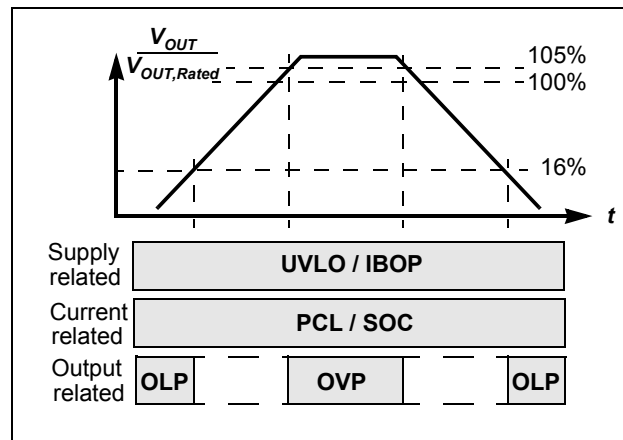 V_OUT
V_OUT,Rated
105%
100%
16%
t
Supply related
UVLO / IBOP
Current related
PCL / SOC
Output related
OLP
OVP
OLP